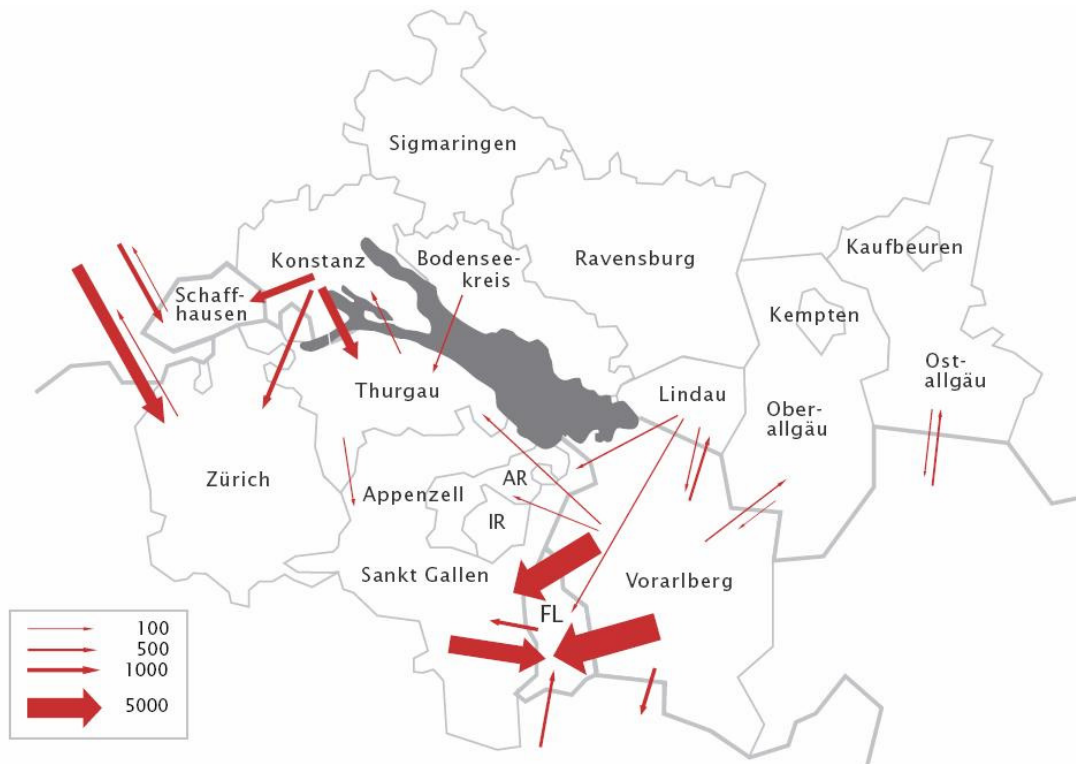 Sigmaringen
Kaufbeuren
Konstanz
Bodensee-
kreis
Ravensburg
Schaff-
hausen
Kempten
Ost-
allgäu
Thurgau
Lindau
Ober-
allgäu
Zürich
Appenzell
AR
IR
Sankt Gallen
Vorarlberg
FL
100
500
1000
5000